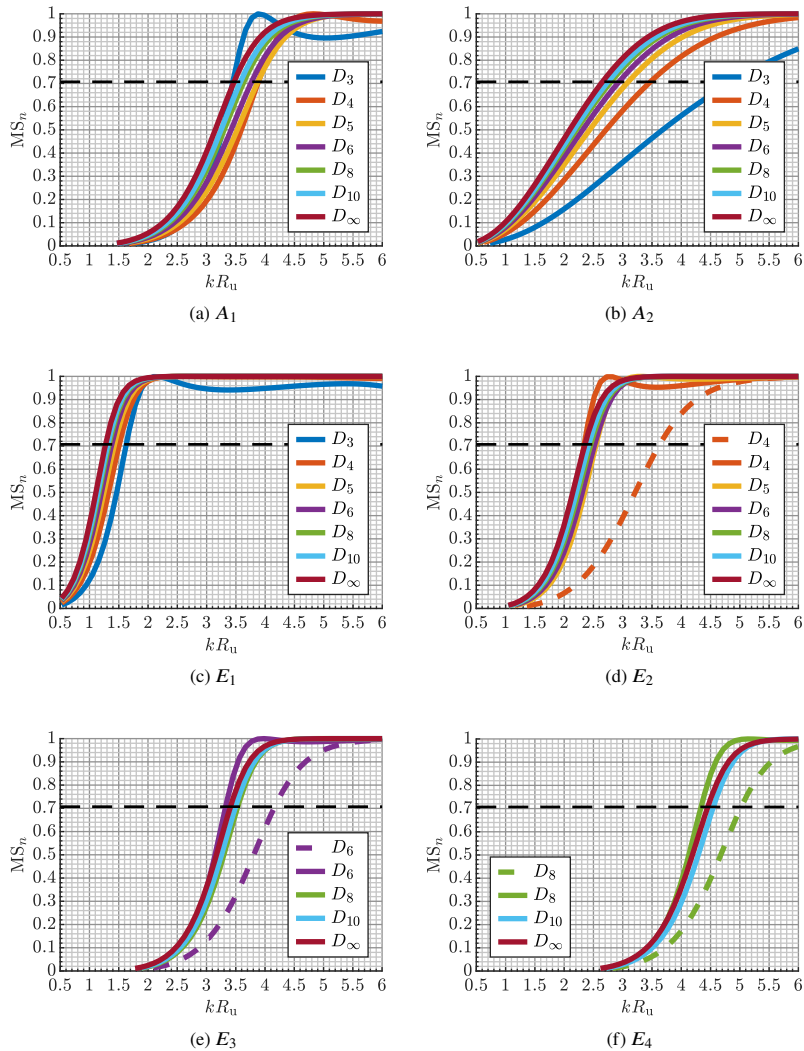 MSₙ
1
0.9
0.8
0.7
0.6
0.5
0.4
0.3
0.2
0.1
0
D₃
D₄
D₅
D₆
D₈
D₁₀
D∞
0.5 1 1.5 2 2.5 3 3.5 4 4.5 5 5.5 6
kRᵤ
(a) A₁
MSₙ
1
0.9
0.8
0.7
0.6
0.5
0.4
0.3
0.2
0.1
0
D₃
D₄
D₅
D₆
D₈
D₁₀
D∞
0.5 1 1.5 2 2.5 3 3.5 4 4.5 5 5.5 6
kRᵤ
(b) A₂
MSₙ
1
0.9
0.8
0.7
0.6
0.5
0.4
0.3
0.2
0.1
0
D₃
D₄
D₅
D₆
D₈
D₁₀
D∞
0.5 1 1.5 2 2.5 3 3.5 4 4.5 5 5.5 6
kRᵤ
(c) E₁
MSₙ
1
0.9
0.8
0.7
0.6
0.5
0.4
0.3
0.2
0.1
0
D₄
D₄
D₅
D₆
D₈
D₁₀
D∞
0.5 1 1.5 2 2.5 3 3.5 4 4.5 5 5.5 6
kRᵤ
(d) E₂
MSₙ
1
0.9
0.8
0.7
0.6
0.5
0.4
0.3
0.2
0.1
0
D₆
D₆
D₈
D₁₀
D∞
0.5 1 1.5 2 2.5 3 3.5 4 4.5 5 5.5 6
kRᵤ
(e) E₃
MSₙ
1
0.9
0.8
0.7
0.6
0.5
0.4
0.3
0.2
0.1
0
D₈
D₈
D₁₀
D∞
0.5 1 1.5 2 2.5 3 3.5 4 4.5 5 5.5 6
kRᵤ
(f) E₄